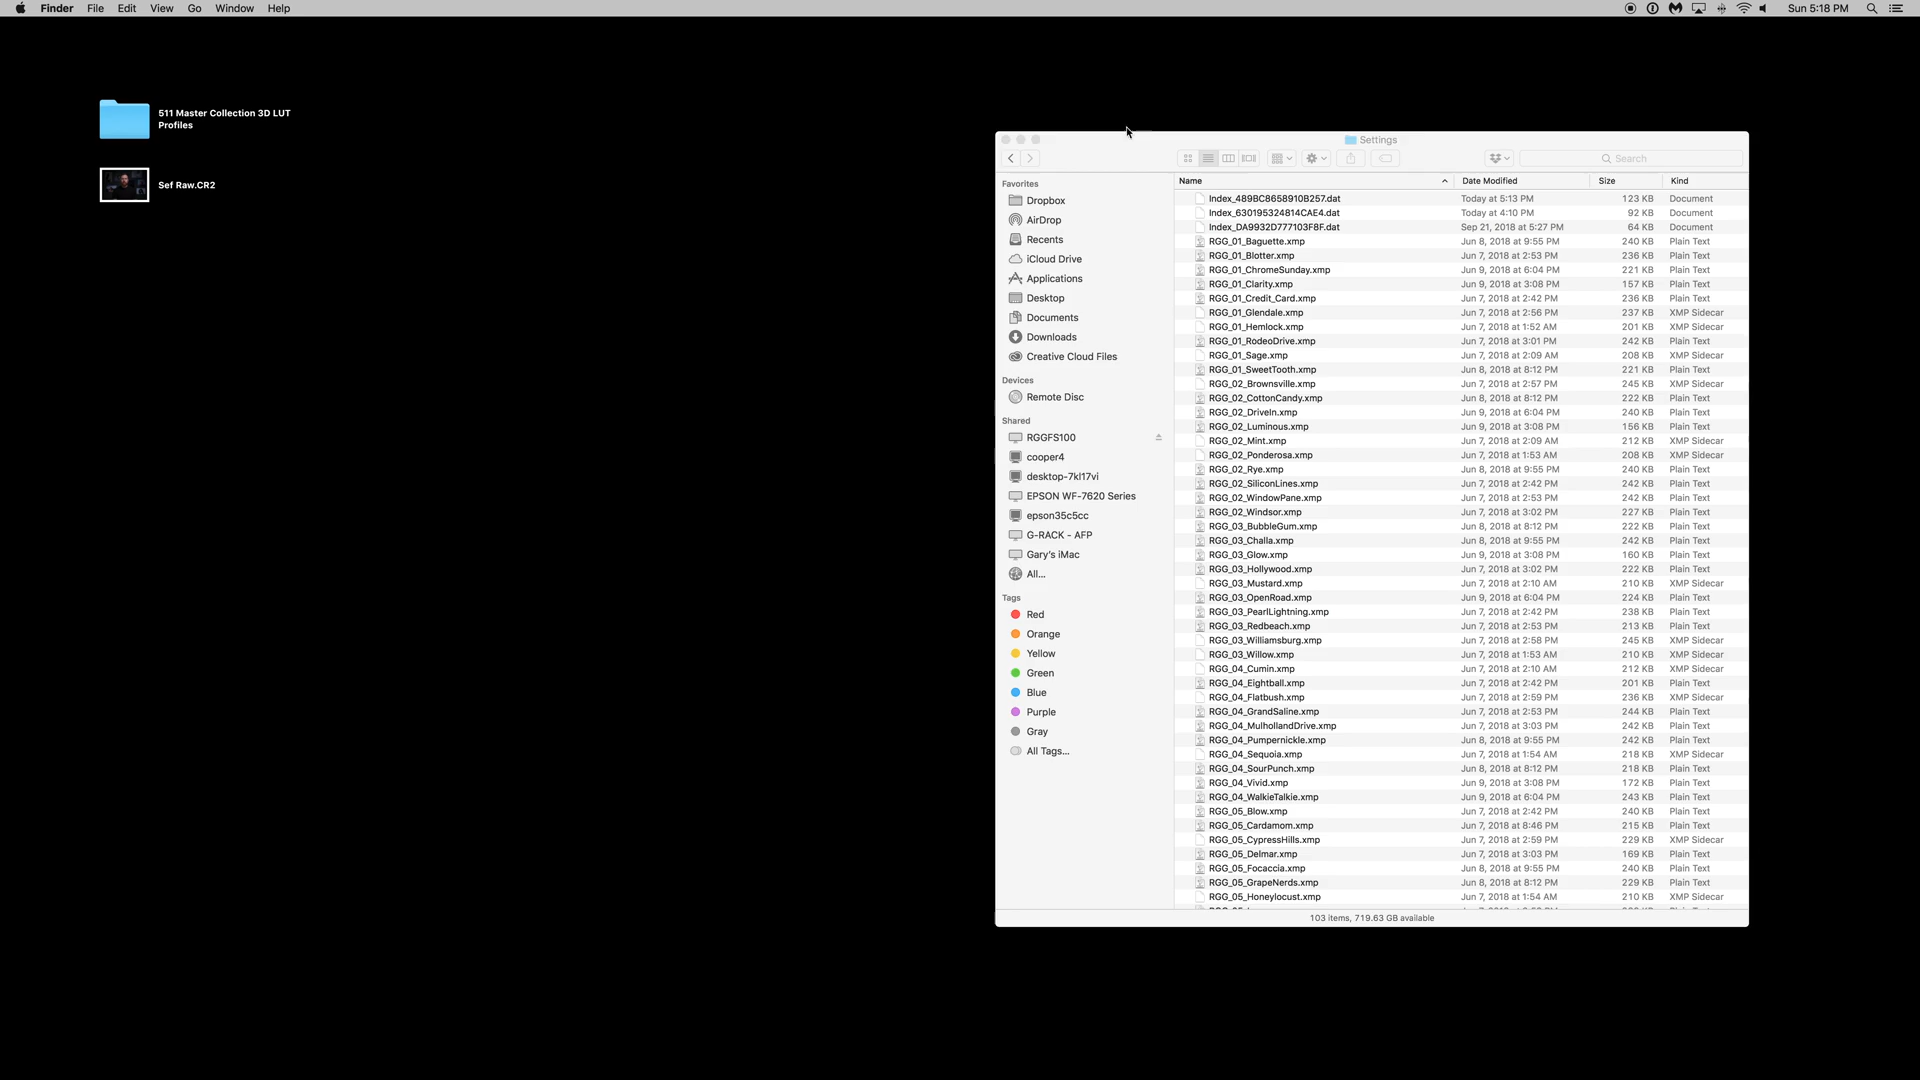 Finder File Edit View Go Window Help Sun 5:18 PM
511 Master Collection 3D LUT
Profiles
Sef Raw.CR2
Settings
Search
Favorites
Dropbox
AirDrop
Recents
iCloud Drive
Applications
Desktop
Documents
Downloads
Creative Cloud Files
Devices
Remote Disc
Shared
RGGFS100
cooper4
desktop-7kl17vi
EPSON WF-7620 Series
epson35c5cc
G-RACK - AFP
Gary's iMac
All...
Tags
Red
Orange
Yellow
Green
Blue
Purple
Gray
All Tags...
Name Date Modified Size Kind
Index_489BC8658910B257.dat Today at 5:13 PM 123 KB Document
Index_630195324814CAE4.dat Today at 4:10 PM 92 KB Document
Index_DA9932D777103F8F.dat Sep 21, 2018 at 5:27 PM 64 KB Document
RGG_01_Baguette.xmp Jun 8, 2018 at 9:55 PM 240 KB Plain Text
RGG_01_Blotter.xmp Jun 7, 2018 at 2:53 PM 236 KB Plain Text
RGG_01_ChromeSunday.xmp Jun 9, 2018 at 6:04 PM 221 KB Plain Text
RGG_01_Clarity.xmp Jun 9, 2018 at 3:08 PM 157 KB Plain Text
RGG_01_Credit_Card.xmp Jun 7, 2018 at 2:42 PM 236 KB Plain Text
RGG_01_Glendale.xmp Jun 7, 2018 at 2:56 PM 237 KB XMP Sidecar
RGG_01_Hemlock.xmp Jun 7, 2018 at 1:52 AM 201 KB Plain Text
RGG_01_RodeoDrive.xmp Jun 7, 2018 at 3:01 PM 242 KB Plain Text
RGG_01_Sage.xmp Jun 7, 2018 at 2:09 AM 208 KB XMP Sidecar
RGG_01_SweetTooth.xmp Jun 8, 2018 at 8:12 PM 221 KB Plain Text
RGG_02_Brownsville.xmp Jun 7, 2018 at 2:57 PM 245 KB XMP Sidecar
RGG_02_CottonCandy.xmp Jun 8, 2018 at 8:12 PM 222 KB Plain Text
RGG_02_DriveIn.xmp Jun 9, 2018 at 6:04 PM 240 KB Plain Text
RGG_02_Luminous.xmp Jun 9, 2018 at 3:08 PM 156 KB Plain Text
RGG_02_Mint.xmp Jun 7, 2018 at 2:09 AM 212 KB XMP Sidecar
RGG_02_Ponderosa.xmp Jun 7, 2018 at 1:53 AM 208 KB XMP Sidecar
RGG_02_Rye.xmp Jun 8, 2018 at 9:55 PM 240 KB Plain Text
RGG_02_SiliconLines.xmp Jun 7, 2018 at 2:42 PM 242 KB Plain Text
RGG_02_WindowPane.xmp Jun 7, 2018 at 2:53 PM 242 KB Plain Text
RGG_02_Windsor.xmp Jun 7, 2018 at 3:02 PM 227 KB Plain Text
RGG_03_BubbleGum.xmp Jun 8, 2018 at 8:12 PM 222 KB Plain Text
RGG_03_Challa.xmp Jun 8, 2018 at 9:55 PM 242 KB Plain Text
RGG_03_Glow.xmp Jun 9, 2018 at 3:08 PM 160 KB Plain Text
RGG_03_Hollywood.xmp Jun 7, 2018 at 3:02 PM 222 KB Plain Text
RGG_03_Mustard.xmp Jun 7, 2018 at 2:10 AM 210 KB XMP Sidecar
RGG_03_OpenRoad.xmp Jun 9, 2018 at 6:04 PM 224 KB Plain Text
RGG_03_PearlLightning.xmp Jun 7, 2018 at 2:42 PM 238 KB Plain Text
RGG_03_Redbeach.xmp Jun 7, 2018 at 2:53 PM 213 KB Plain Text
RGG_03_Williamsburg.xmp Jun 7, 2018 at 2:58 PM 245 KB XMP Sidecar
RGG_03_Willow.xmp Jun 7, 2018 at 1:53 AM 210 KB XMP Sidecar
RGG_04_Cumin.xmp Jun 7, 2018 at 2:10 AM 212 KB XMP Sidecar
RGG_04_Eightball.xmp Jun 7, 2018 at 2:42 PM 201 KB Plain Text
RGG_04_Flatbush.xmp Jun 7, 2018 at 2:59 PM 236 KB XMP Sidecar
RGG_04_GrandSaline.xmp Jun 7, 2018 at 2:53 PM 244 KB Plain Text
RGG_04_MulhollandDrive.xmp Jun 7, 2018 at 3:03 PM 242 KB Plain Text
RGG_04_Pumpernickle.xmp Jun 8, 2018 at 9:55 PM 242 KB Plain Text
RGG_04_Sequoia.xmp Jun 7, 2018 at 1:54 AM 218 KB XMP Sidecar
RGG_04_SourPunch.xmp Jun 8, 2018 at 8:12 PM 218 KB Plain Text
RGG_04_Vivid.xmp Jun 9, 2018 at 3:08 PM 172 KB Plain Text
RGG_04_WalkieTalkie.xmp Jun 9, 2018 at 6:04 PM 243 KB Plain Text
RGG_05_Blow.xmp Jun 7, 2018 at 2:42 PM 240 KB Plain Text
RGG_05_Cardamom.xmp Jun 7, 2018 at 8:46 PM 215 KB Plain Text
RGG_05_CypressHills.xmp Jun 7, 2018 at 2:59 PM 229 KB XMP Sidecar
RGG_05_Delmar.xmp Jun 7, 2018 at 3:03 PM 169 KB Plain Text
RGG_05_Focaccia.xmp Jun 8, 2018 at 9:55 PM 240 KB Plain Text
RGG_05_GrapeNerds.xmp Jun 8, 2018 at 8:12 PM 229 KB Plain Text
RGG_05_Honeylocust.xmp Jun 7, 2018 at 1:54 AM 210 KB XMP Sidecar
103 items, 719.63 GB available